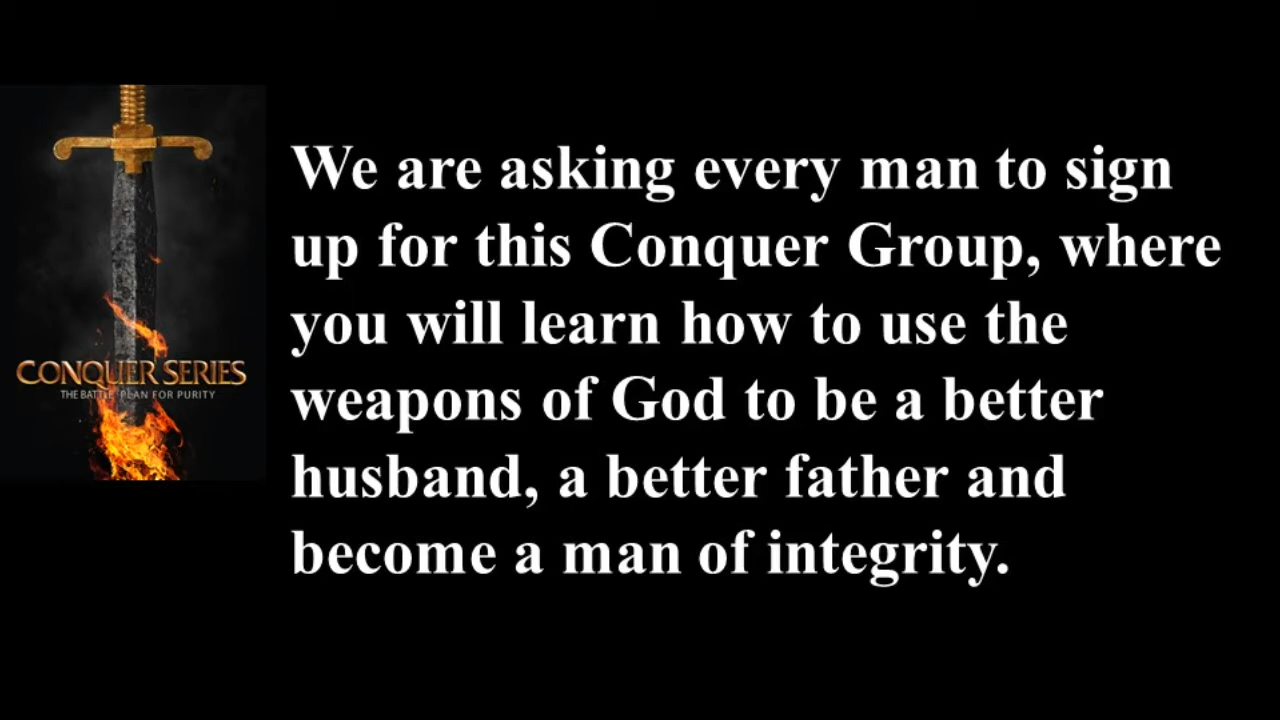 CONQUER SERIES
THE BATTLE PLAN FOR PURITY
We are asking every man to sign
up for this Conquer Group, where
you will learn how to use the
weapons of God to be a better
husband, a better father and
become a man of integrity.